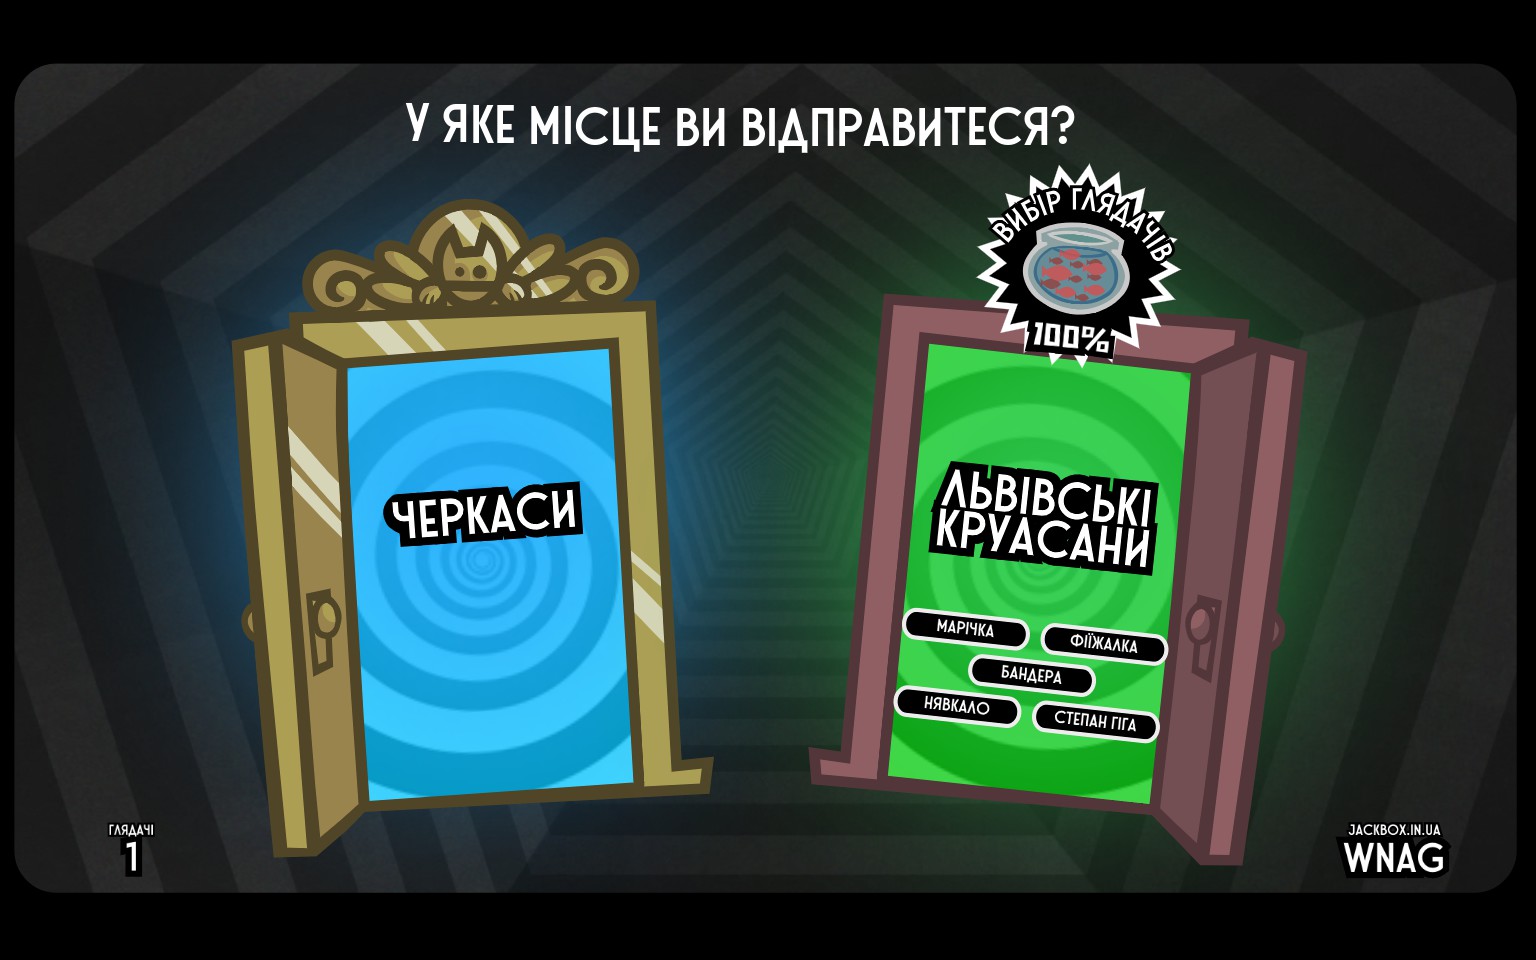 У ЯКЕ МІСЦЕ ВИ ВІДПРАВИТЕСЯ?
ВИБІР ГЛЯДАЧІВ
100%
ЧЕРКАСИ
ЛЬВІВСЬКІ
КРУАСАНИ
МАРІЧКА
ФІЇЖАЛКА
БАНДЕРА
НЯВКАЛО
СТЕПАН ГІГА
ГЛЯДАЧІ
1
JACKBOX.IN.UA
WNAG